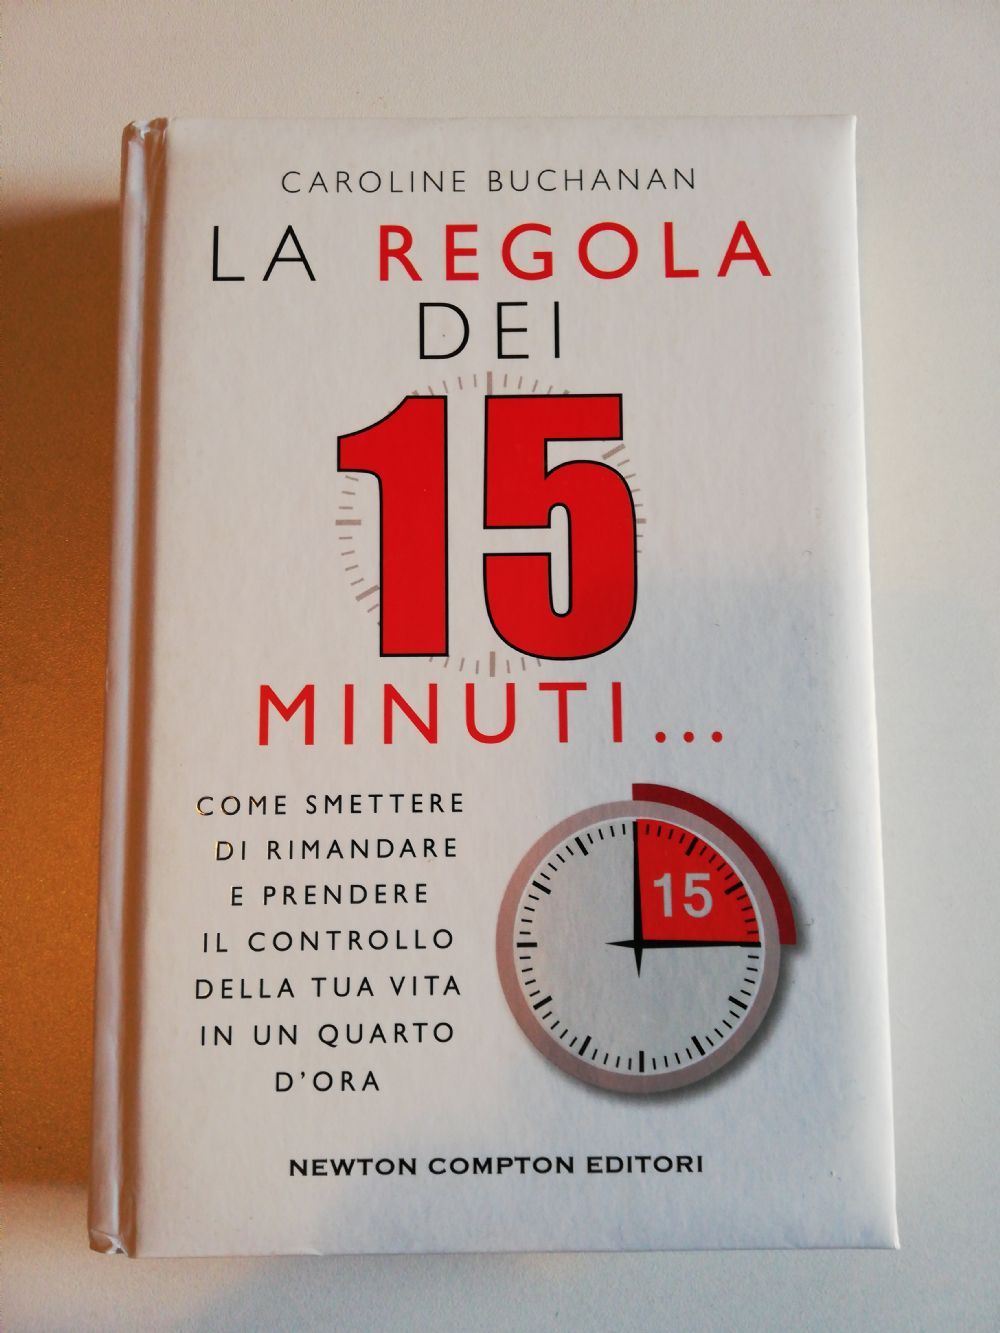 CAROLINE BUCHANAN
LA REGOLA
DEI
15
MINUTI...
COME SMETTERE
DI RIMANDARE
E PRENDERE
IL CONTROLLO
DELLA TUA VITA
IN UN QUARTO
D'ORA
15
NEWTON COMPTON EDITORI